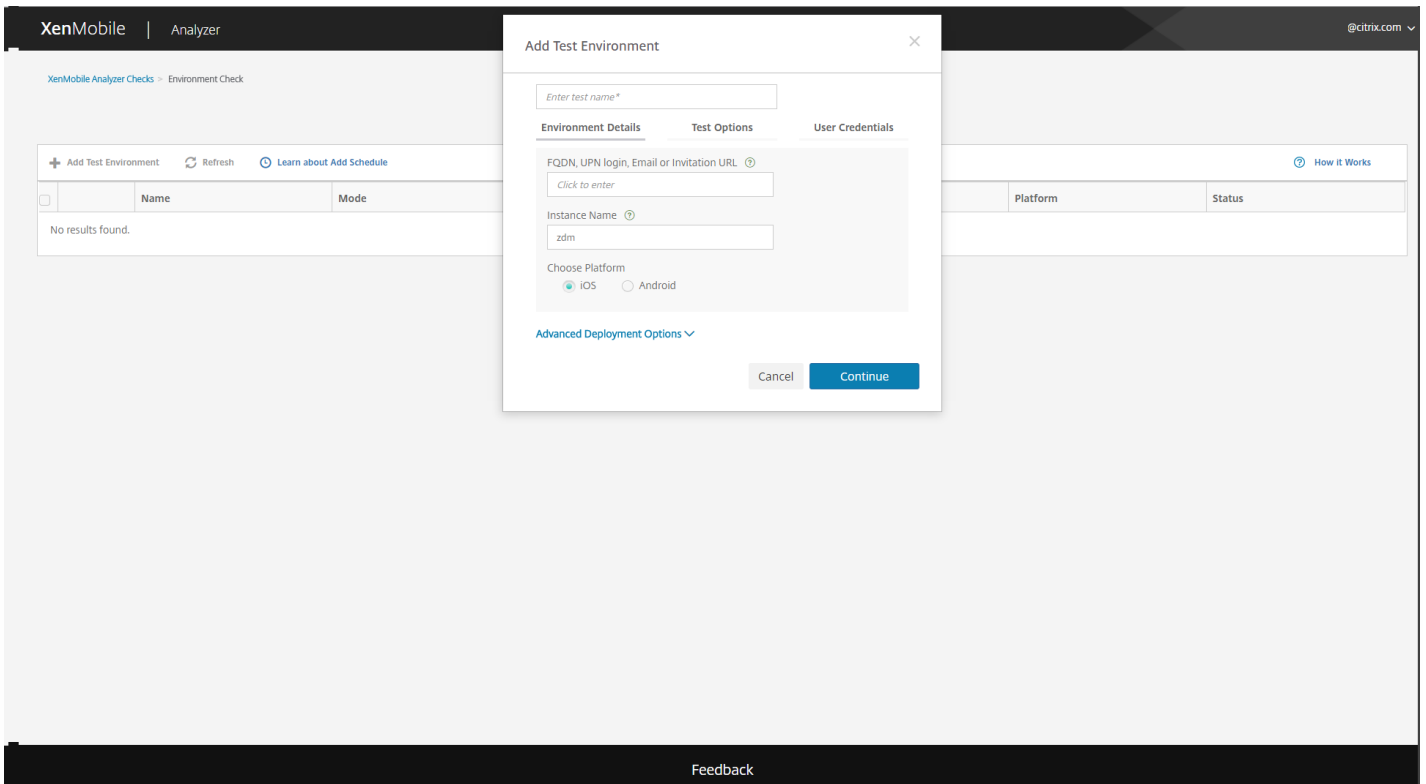 XenMobile | Analyzer
@citrix.com
XenMobile Analyzer Checks > Environment Check
Add Test Environment
Enter test name*
Environment Details Test Options User Credentials
FQDN, UPN login, Email or Invitation URL
Click to enter
Instance Name
zdm
Choose Platform
iOS Android
Advanced Deployment Options
Cancel Continue
Add Test Environment Refresh Learn about Add Schedule How it Works
Name Mode Platform Status
No results found.
Feedback